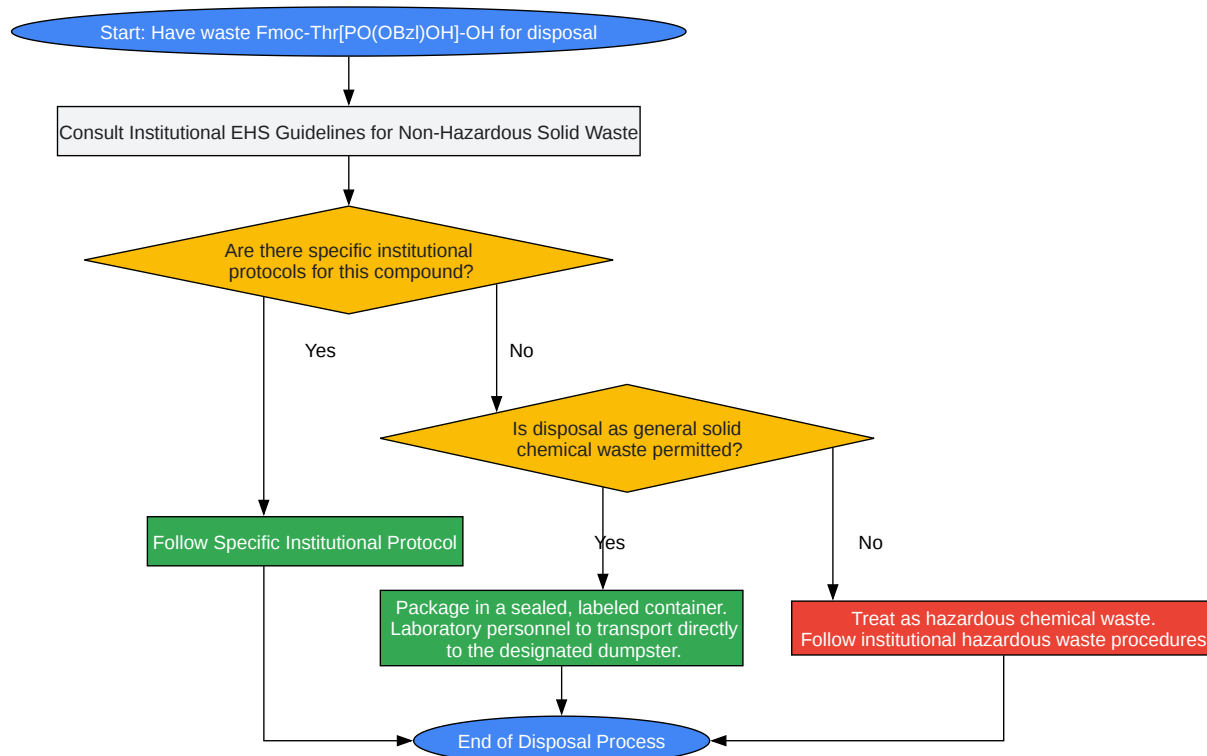 Start: Have waste Fmoc-Thr[PO(OBzl)OH]-OH for disposal
Consult Institutional EHS Guidelines for Non-Hazardous Solid Waste
Are there specific institutional
protocols for this compound?
Yes
No
Is disposal as general solid
chemical waste permitted?
Follow Specific Institutional Protocol
Yes
No
Package in a sealed, labeled container.
Laboratory personnel to transport directly
to the designated dumpster.
Treat as hazardous chemical waste.
Follow institutional hazardous waste procedures
End of Disposal Process